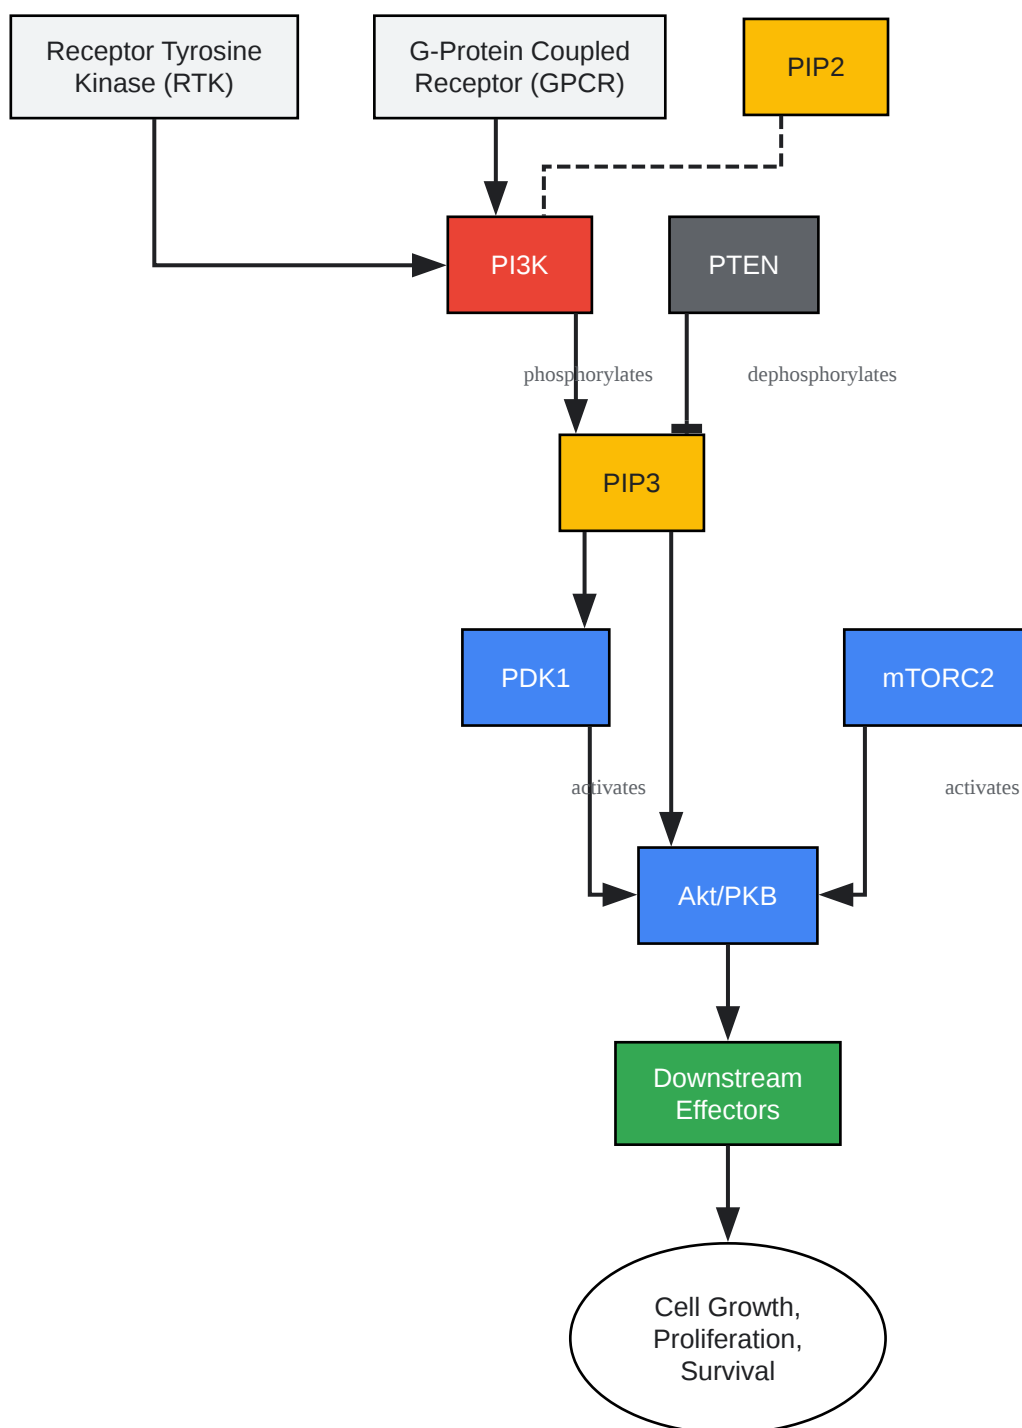 Receptor Tyrosine
Kinase (RTK)
G-Protein Coupled
Receptor (GPCR)
PIP2
PI3K
PTEN
phosphorylates
dephosphorylates
PIP3
PDK1
mTORC2
activates
activates
Akt/PKB
Downstream
Effectors
Cell Growth,
Proliferation,
Survival